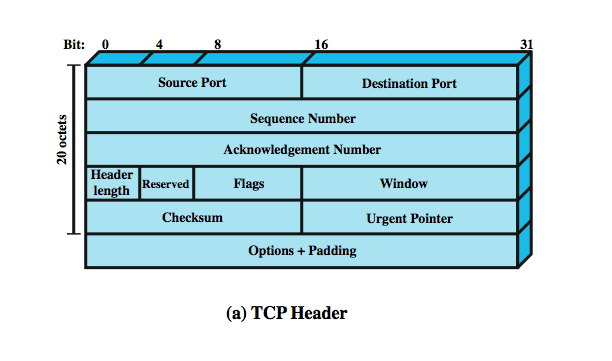 Bit: 0 4 8 16 31
Source Port Destination Port
Sequence Number
Acknowledgement Number
Header length Reserved Flags Window
Checksum Urgent Pointer
Options + Padding
20 octets
(a) TCP Header